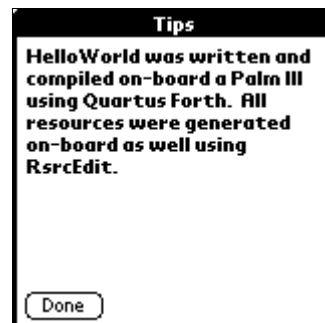 Tips
HelloWorld was written and
compiled on-board a Palm III
using Quartus Forth.  All
resources were generated
on-board as well using
RsrcEdit.
Done